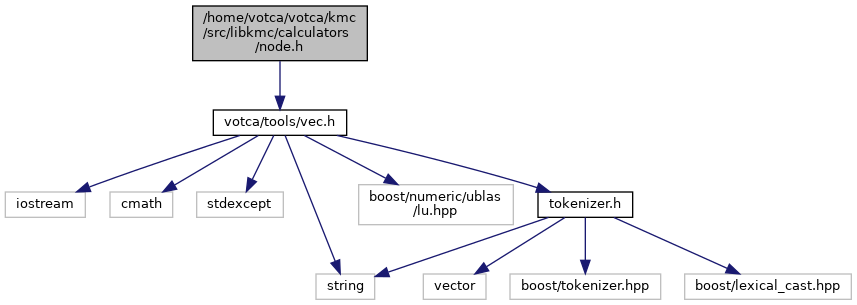 /home/votca/votca/kmc
/src/libkmc/calculators
/node.h
votca/tools/vec.h
iostream
cmath
stdexcept
boost/numeric/ublas
/lu.hpp
tokenizer.h
string
vector
boost/tokenizer.hpp
boost/lexical_cast.hpp